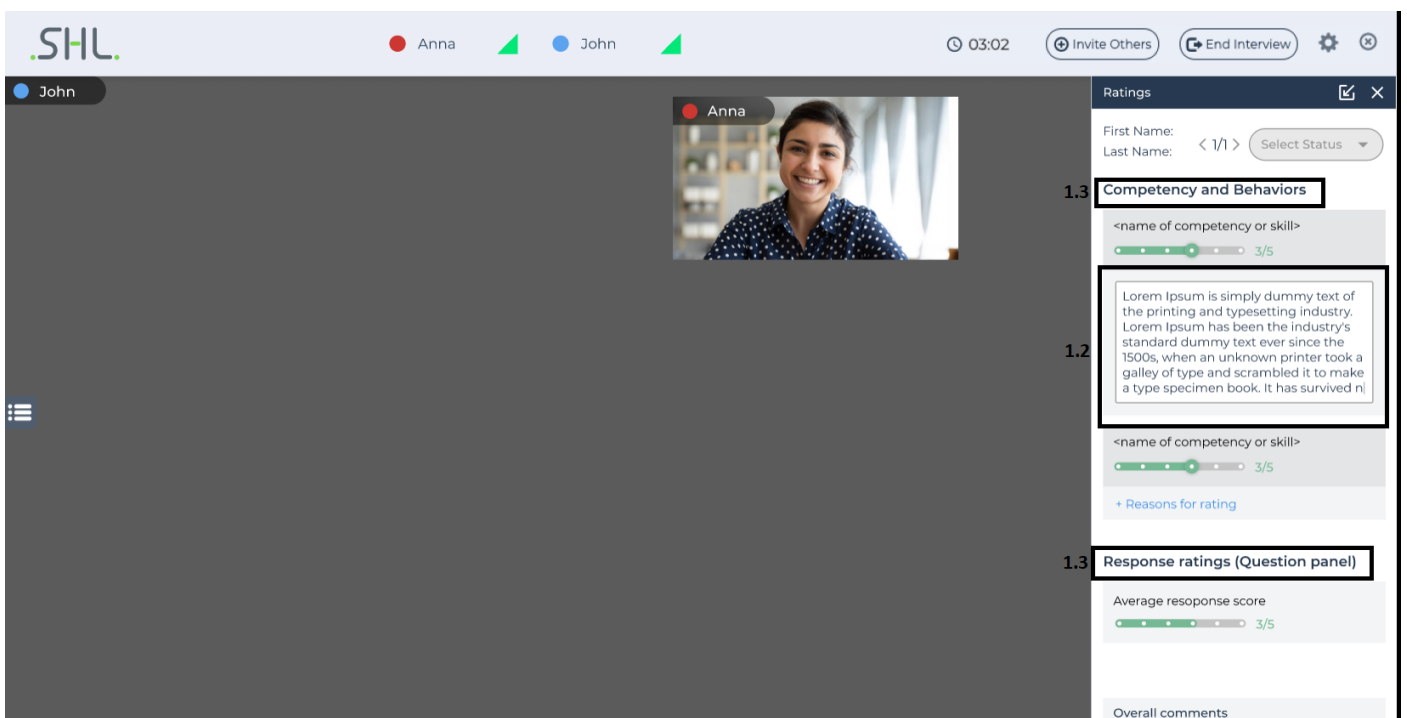 .SHL.
Anna
John
03:02
Invite Others
End Interview
John
Anna
Ratings
First Name:
Last Name:
< 1/1 >
Select Status
1.3
Competency and Behaviors
<name of competency or skill>
3/5
1.2
Lorem Ipsum is simply dummy text of
the printing and typesetting industry.
Lorem Ipsum has been the industry's
standard dummy text ever since the
1500s, when an unknown printer took a
galley of type and scrambled it to make
a type specimen book. It has survived n
<name of competency or skill>
3/5
+ Reasons for rating
1.3
Response ratings (Question panel)
Average resoponse score
3/5
Overall comments